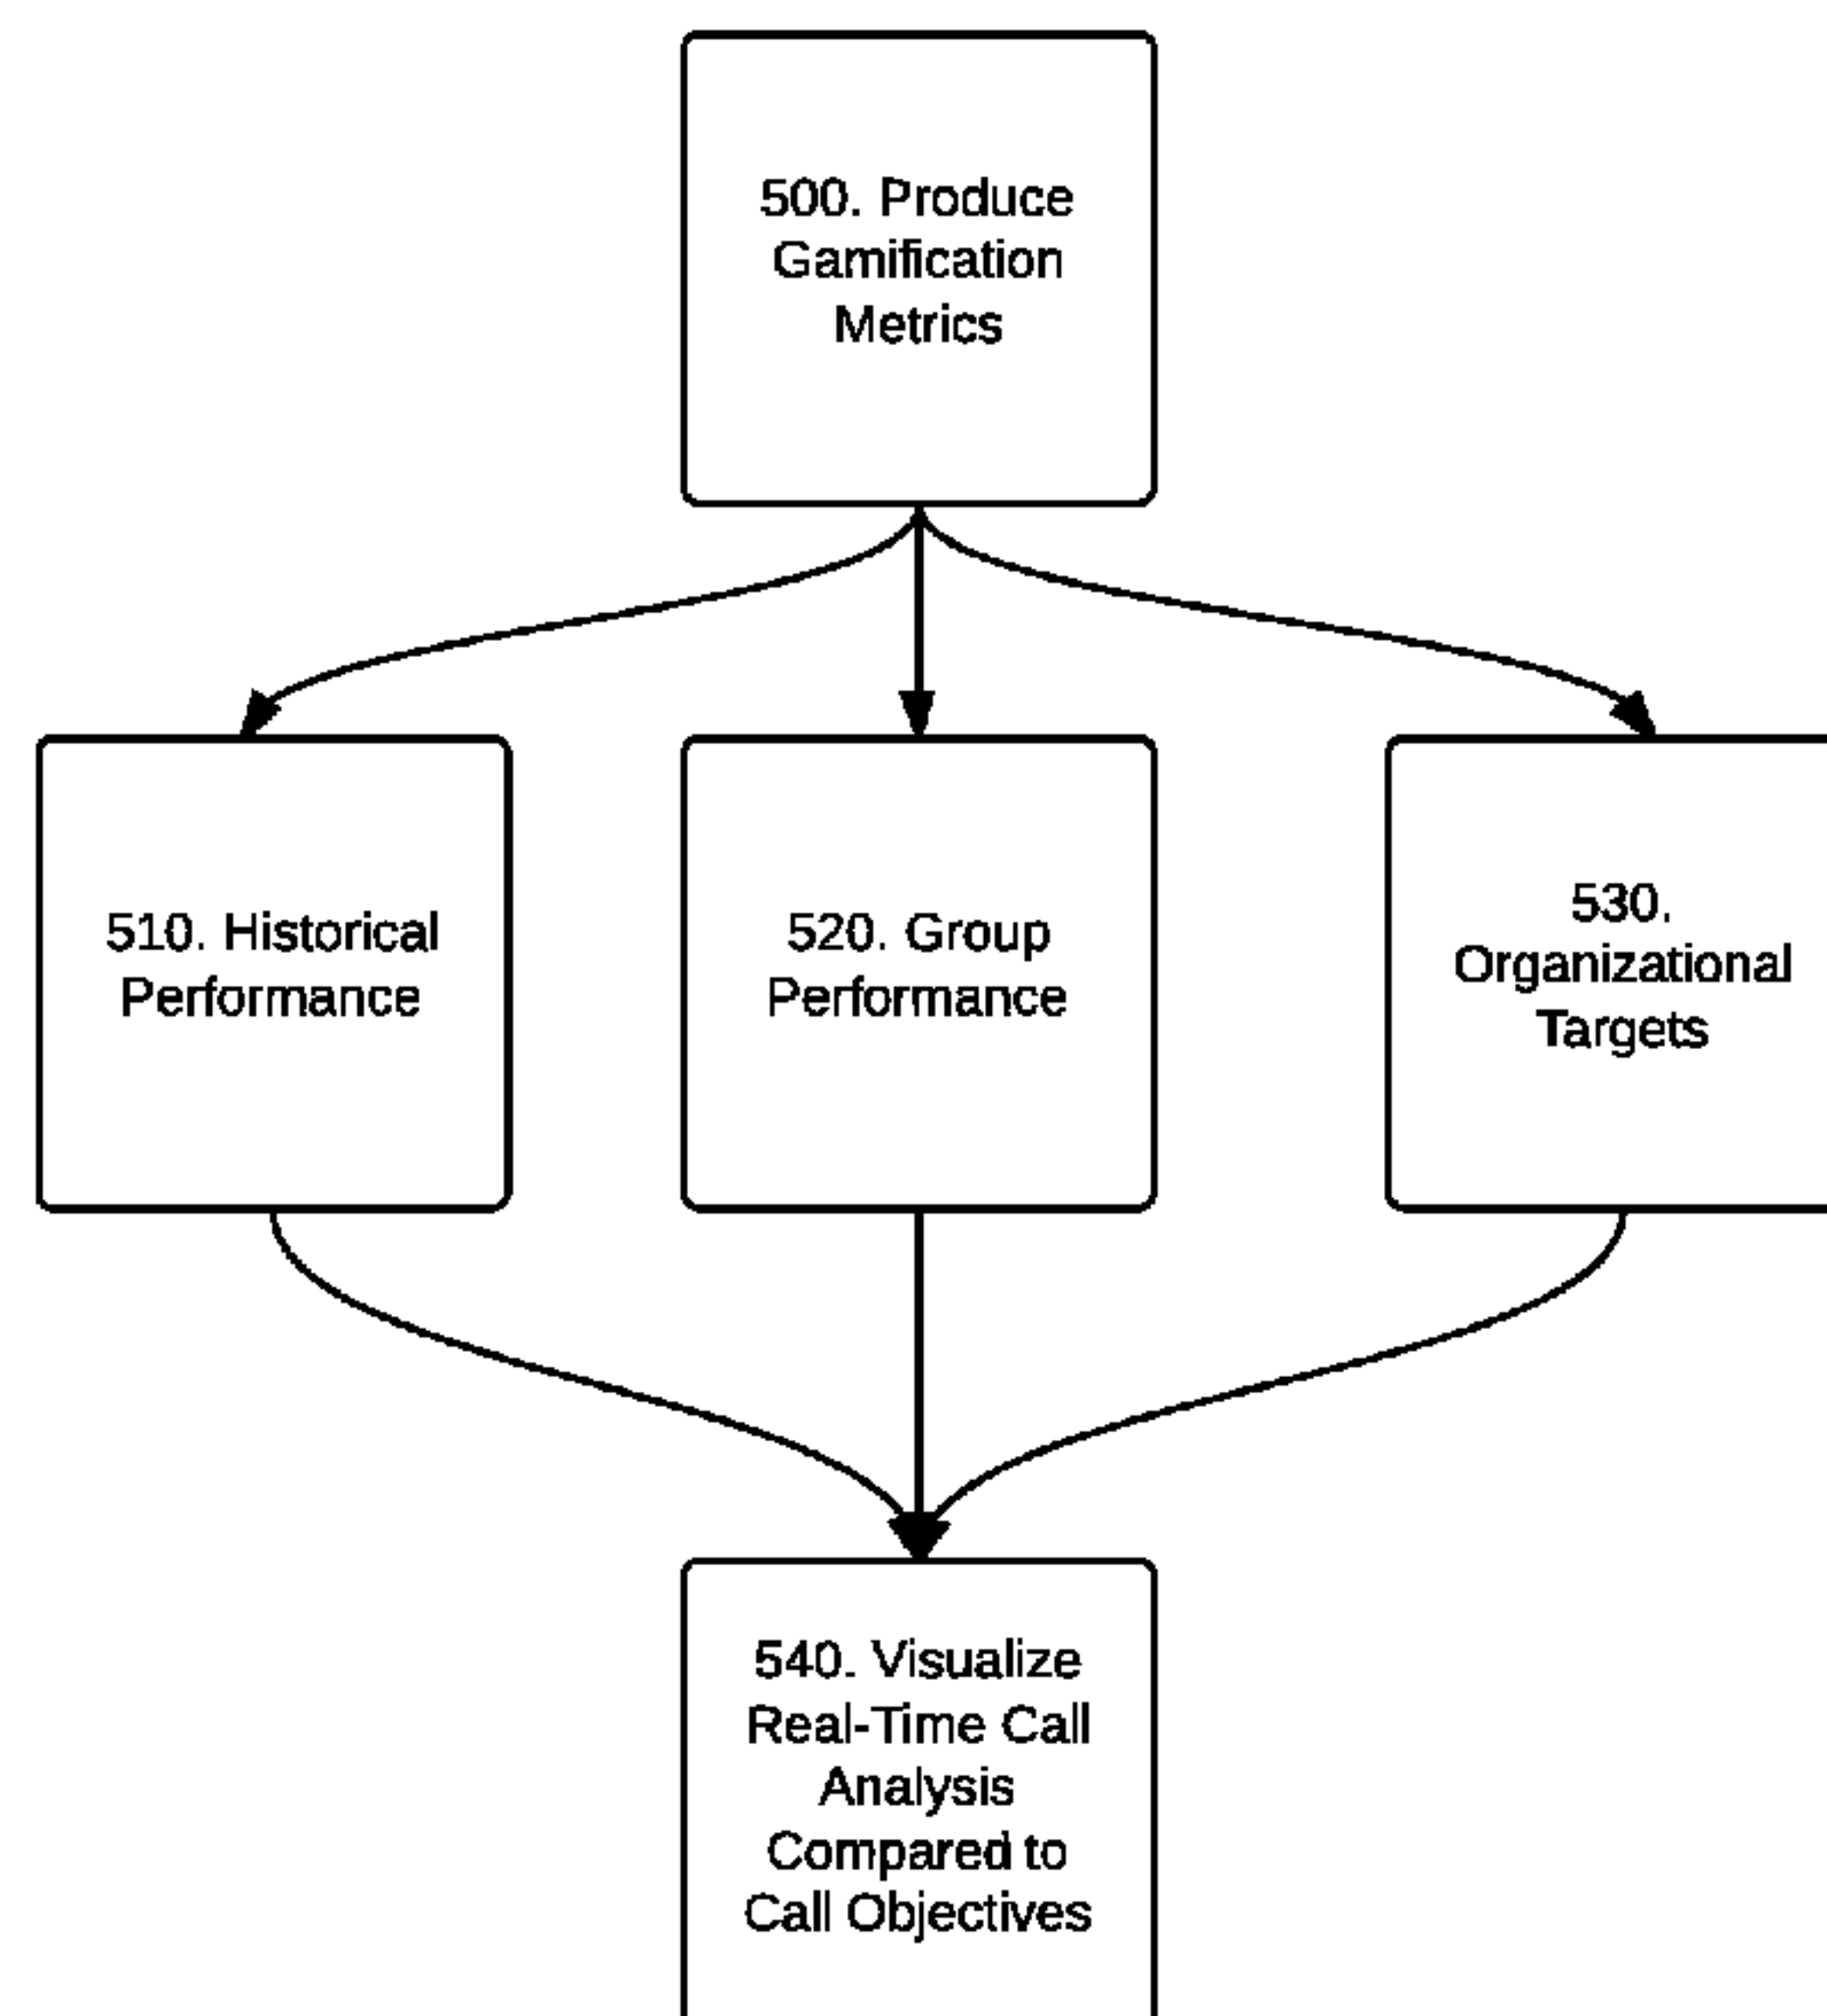 500. Produce
Gamification
Metrics
510. Historical
Performance
520. Group
Performance
530.
Organizational
Targets
540. Visualize
Real-Time Call
Analysis
Compared to
Call Objectives